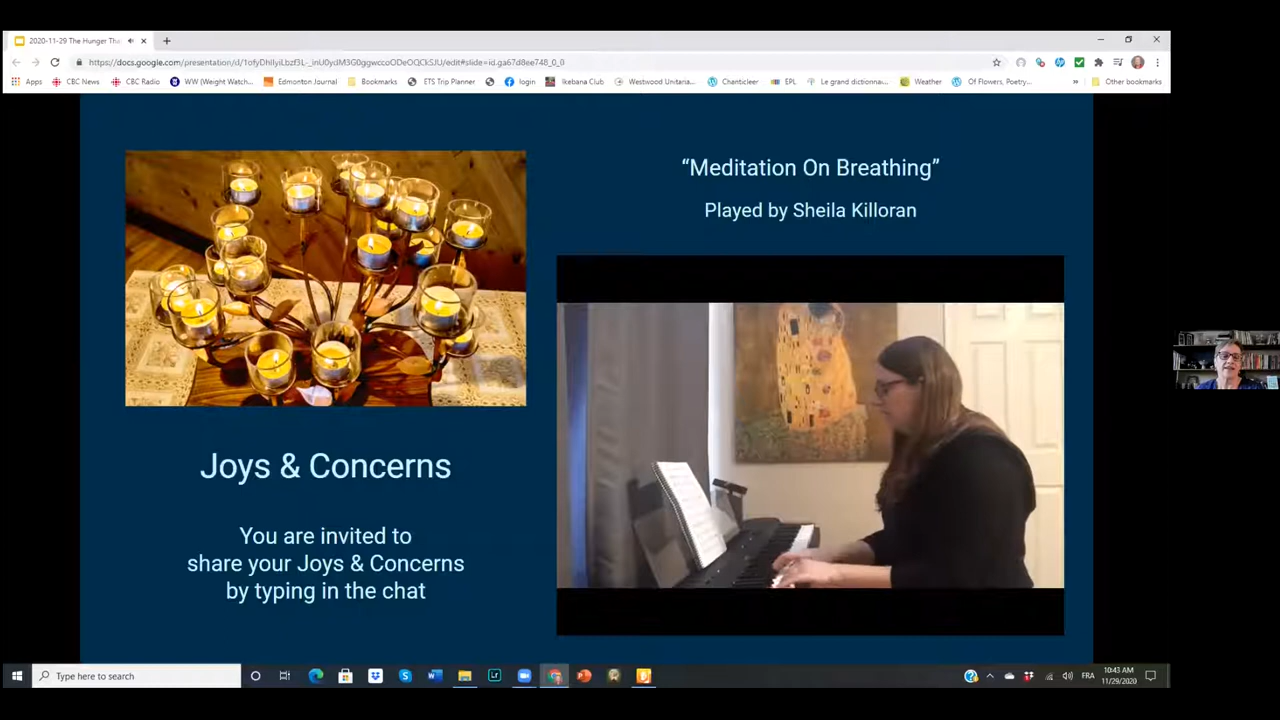 2020-11-29 The Hunger Tha
https://docs.google.com/presentation/d/1ofyDhlIyiLbzf3L-_inU0ydM3G0ggwccoODeOQCkSJU/edit#slide=id.ga67d8ee748_0_0
Apps CBC News CBC Radio WW (Weight Watch... Edmonton Journal Bookmarks ETS Trip Planner login Ikebana Club Westwood Unitaria... Chanticleer EPL Le grand dictionnai... Weather Of Flowers, Poetry... » Other bookmarks
“Meditation On Breathing”
Played by Sheila Killoran
Joys & Concerns
You are invited to
share your Joys & Concerns
by typing in the chat
Type here to search
FRA
10:43 AM
11/29/2020